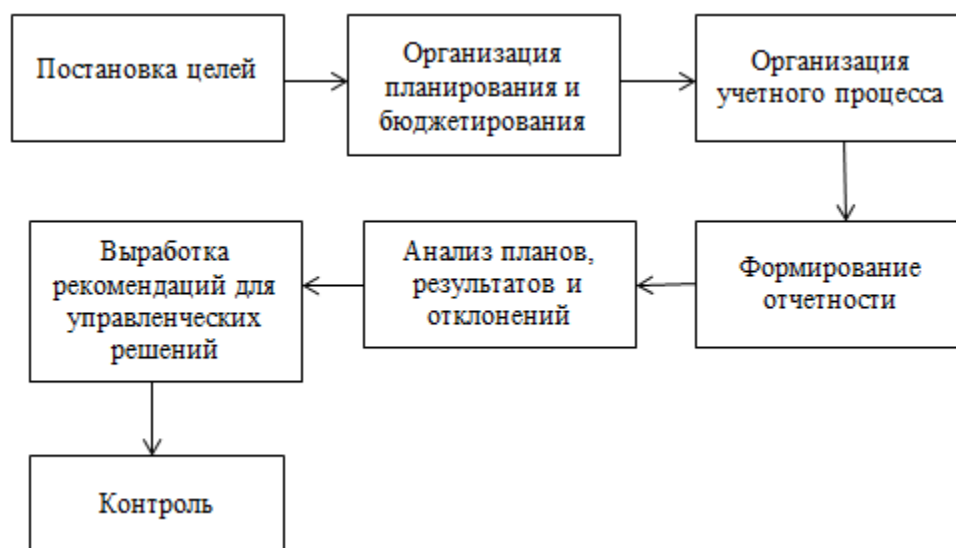 Постановка целей
Организация
планирования и
бюджетирования
Организация
учетного процесса
Формирование
отчетности
Анализ планов,
результатов и
отклонений
Выработка
рекомендаций для
управленческих
решений
Контроль